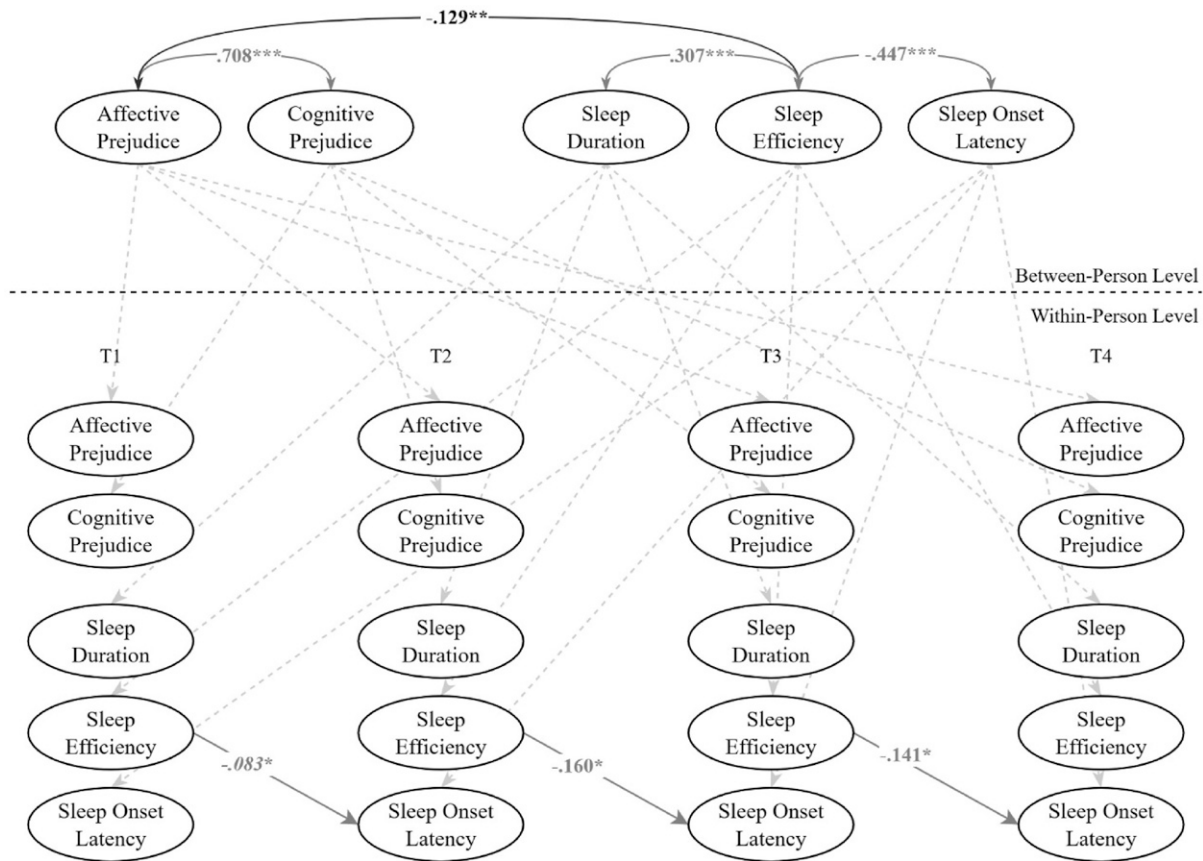 -.129**
.708***
.307***
-.447***
Affective
Prejudice
Cognitive
Prejudice
Sleep
Duration
Sleep
Efficiency
Sleep Onset
Latency
Between-Person Level
Within-Person Level
T1
T2
T3
T4
Affective
Prejudice
Affective
Prejudice
Affective
Prejudice
Affective
Prejudice
Cognitive
Prejudice
Cognitive
Prejudice
Cognitive
Prejudice
Cognitive
Prejudice
Sleep
Duration
Sleep
Duration
Sleep
Duration
Sleep
Duration
Sleep
Efficiency
Sleep
Efficiency
Sleep
Efficiency
Sleep
Efficiency
-.083*
-.160*
-.141*
Sleep Onset
Latency
Sleep Onset
Latency
Sleep Onset
Latency
Sleep Onset
Latency